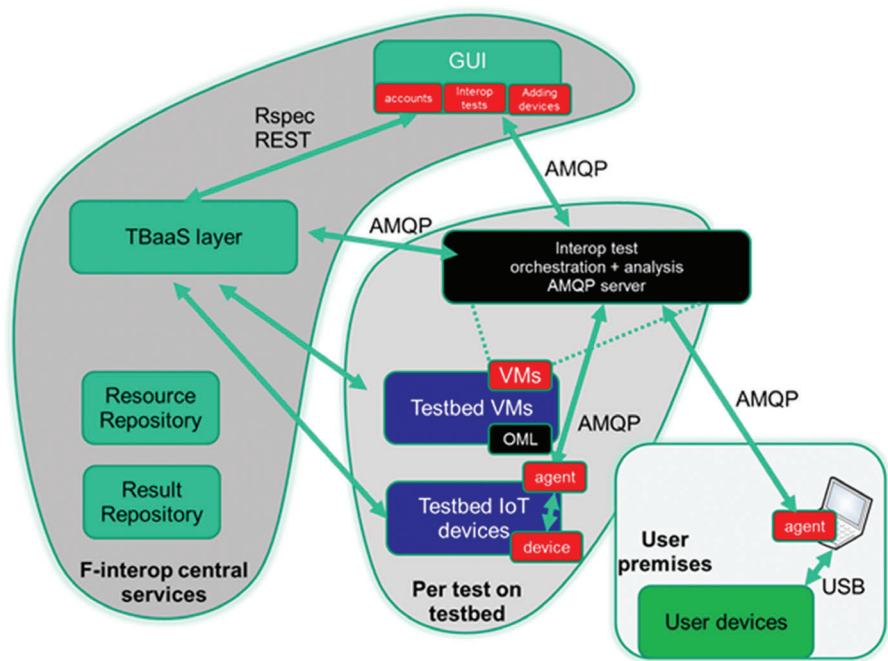 GUI
accounts
Interop
tests
Adding
devices
Rspec
REST
AMQP
TBaaS layer
AMQP
Interop test
orchestration + analysis
AMQP server
VMs
Testbed VMs
OML
AMQP
AMQP
Resource
Repository
Result
Repository
agent
Testbed IoT
devices
device
agent
User
premises
USB
User devices
F-interop central
services
Per test on
testbed